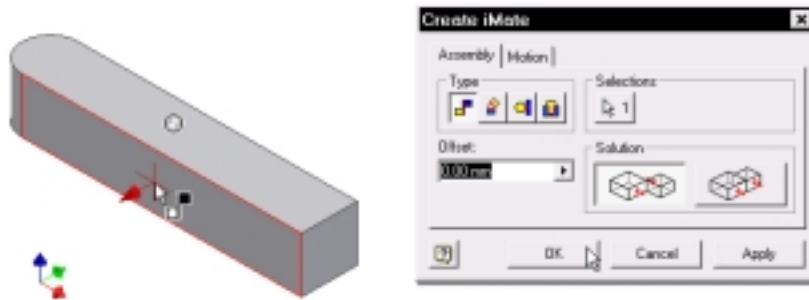 Create iMate
Assembly Motion
Type
Selections
1
Offset:
0.00 mm
Solution
OK
Cancel
Apply